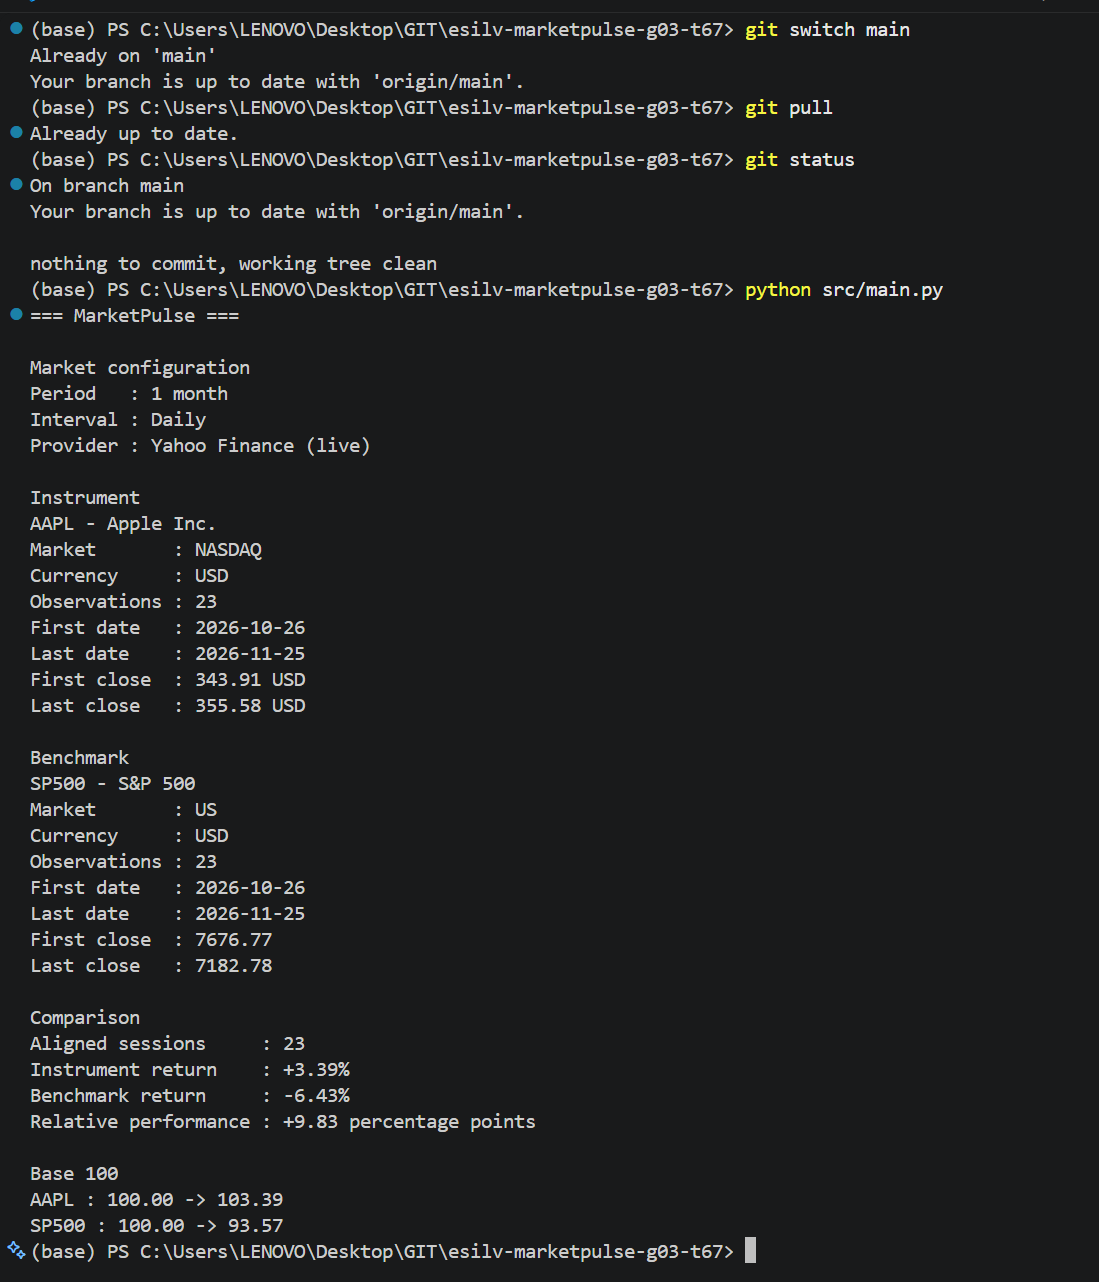 (base) PS C:\Users\LENOVO\Desktop\GIT\esilv-marketpulse-g03-t67> git switch main
Already on 'main'
Your branch is up to date with 'origin/main'.
(base) PS C:\Users\LENOVO\Desktop\GIT\esilv-marketpulse-g03-t67> git pull
Already up to date.
(base) PS C:\Users\LENOVO\Desktop\GIT\esilv-marketpulse-g03-t67> git status
On branch main
Your branch is up to date with 'origin/main'.

nothing to commit, working tree clean
(base) PS C:\Users\LENOVO\Desktop\GIT\esilv-marketpulse-g03-t67> python src/main.py
=== MarketPulse ===

Market configuration
Period   : 1 month
Interval : Daily
Provider : Yahoo Finance (live)

Instrument
AAPL - Apple Inc.
Market       : NASDAQ
Currency     : USD
Observations : 23
First date   : 2026-10-26
Last date    : 2026-11-25
First close  : 343.91 USD
Last close   : 355.58 USD

Benchmark
SP500 - S&P 500
Market       : US
Currency     : USD
Observations : 23
First date   : 2026-10-26
Last date    : 2026-11-25
First close  : 7676.77
Last close   : 7182.78

Comparison
Aligned sessions     : 23
Instrument return    : +3.39%
Benchmark return     : -6.43%
Relative performance : +9.83 percentage points

Base 100
AAPL : 100.00 -> 103.39
SP500 : 100.00 -> 93.57
(base) PS C:\Users\LENOVO\Desktop\GIT\esilv-marketpulse-g03-t67>